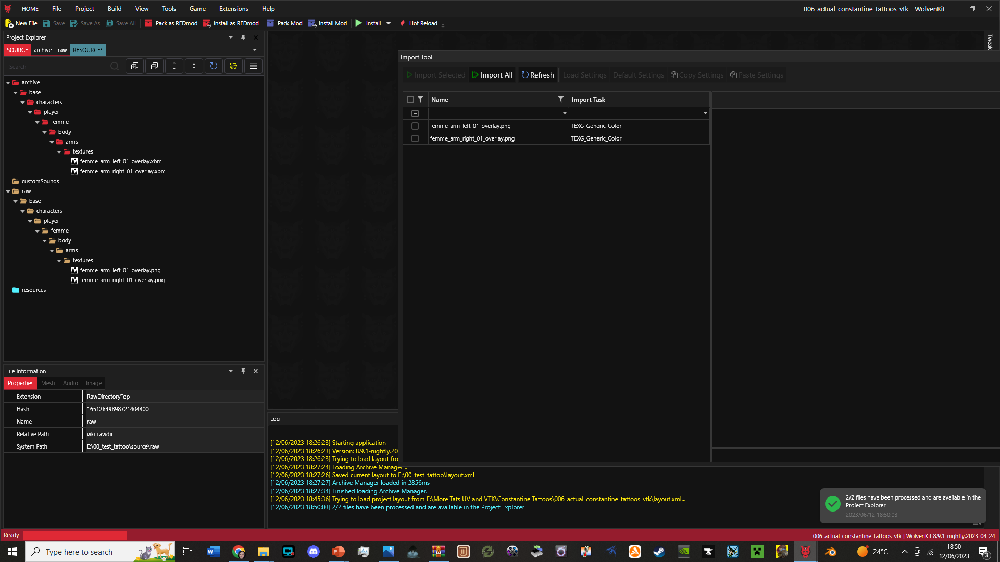 HOME File Project Build View Tools Game Extensions Help
006_actual_constantine_tattoos_vtk - WolvenKit
New File Save Save As Save All Pack as REDmod Install as REDmod Pack Mod Install Mod Install Hot Reload
Project Explorer
SOURCE archive raw RESOURCES
Search
archive
base
characters
player
femme
body
arms
textures
femme_arm_left_01_overlay.xbm
femme_arm_right_01_overlay.xbm
customSounds
raw
base
characters
player
femme
body
arms
textures
femme_arm_left_01_overlay.png
femme_arm_right_01_overlay.png
resources
File Information
Properties Mesh Audio Image
Extension RawDirectoryTop
Hash 16512849898721404400
Name raw
Relative Path wkitrawdir
System Path E:\00_test_tattoo\source\raw
Tweak
Import Tool
Import Selected Import All Refresh Load Settings Default Settings Copy Settings Paste Settings
Name Import Task
femme_arm_left_01_overlay.png TEXG_Generic_Color
femme_arm_right_01_overlay.png TEXG_Generic_Color
Log
[12/06/2023 18:26:23] Starting application
[12/06/2023 18:26:23] Version: 8.9.1-nightly.20
[12/06/2023 18:26:23] Trying to load layout fro
[12/06/2023 18:27:24] Loading Archive Manager ...
[12/06/2023 18:27:26] Saved current layout to E:\00_test_tattoo\layout.xml
[12/06/2023 18:27:27] Archive Manager loaded in 2856ms
[12/06/2023 18:27:34] Finished loading Archive Manager.
[12/06/2023 18:45:36] Trying to load project layout from E:\More Tats UV and VTK\Constantine Tattoos\006_actual_constantine_tattoos_vtk\layout.xml...
[12/06/2023 18:50:03] 2/2 files have been processed and are available in the Project Explorer
2/2 files have been processed and are available in the
Project Explorer
2023/06/12 18:50:03
Ready
006_actual_constantine_tattoos_vtk | WolvenKit 8.9.1-nightly.2023-04-24
Type here to search
24°C
18:50
12/06/2023
3